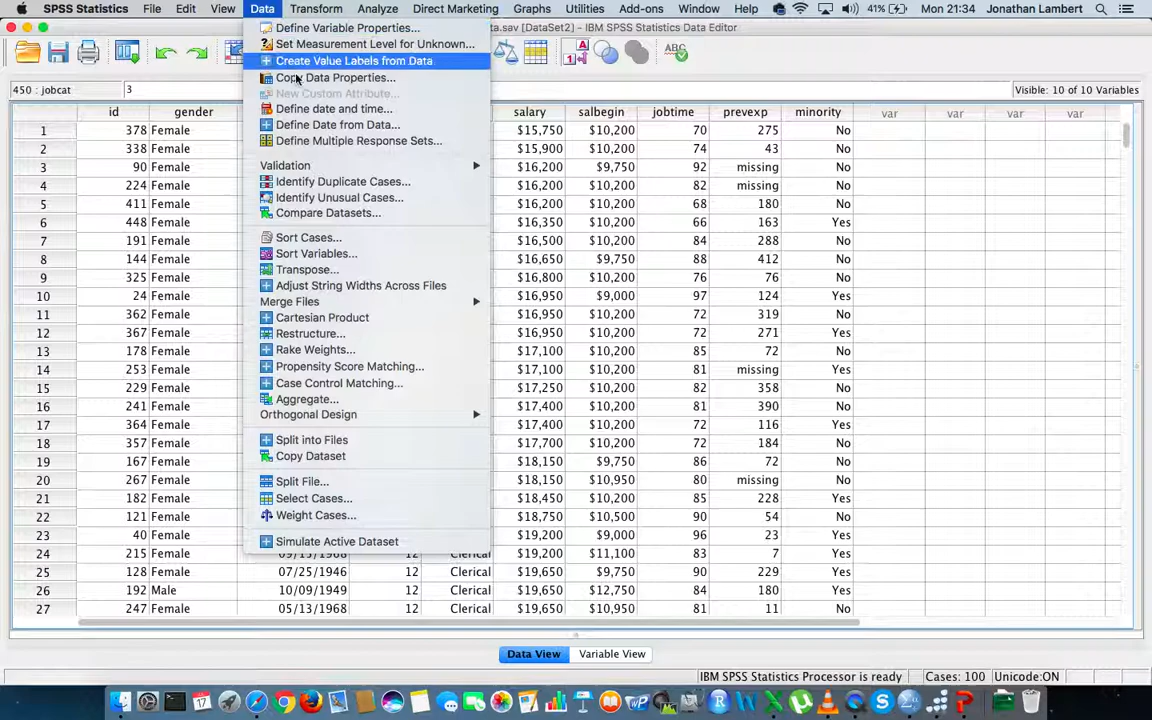 SPSS Statistics File Edit View Data Transform Analyze Direct Marketing Graphs Utilities Add-ons Window Help 41% Mon 21:34 Jonathan Lambert
ta.sav [DataSet2] - IBM SPSS Statistics Data Editor
450 : jobcat 3 Visible: 10 of 10 Variables
Define Variable Properties...
Set Measurement Level for Unknown...
Create Value Labels from Data
Copy Data Properties...
New Custom Attribute...
Define date and time...
Define Date from Data...
Define Multiple Response Sets...
Validation
Identify Duplicate Cases...
Identify Unusual Cases...
Compare Datasets...
Sort Cases...
Sort Variables...
Transpose...
Adjust String Widths Across Files
Merge Files
Cartesian Product
Restructure...
Rake Weights...
Propensity Score Matching...
Case Control Matching...
Aggregate...
Orthogonal Design
Split into Files
Copy Dataset
Split File...
Select Cases...
Weight Cases...
Simulate Active Dataset
id gender salary salbegin jobtime prevexp minority var var var var
1 378 Female $15,750 $10,200 70 275 No
2 338 Female $15,900 $10,200 74 43 No
3 90 Female $16,200 $9,750 92 missing No
4 224 Female $16,200 $10,200 82 missing No
5 411 Female $16,200 $10,200 68 180 No
6 448 Female $16,350 $10,200 66 163 Yes
7 191 Female $16,500 $10,200 84 288 No
8 144 Female $16,650 $9,750 88 412 No
9 325 Female $16,800 $10,200 76 76 No
10 24 Female $16,950 $9,000 97 124 Yes
11 362 Female $16,950 $10,200 72 319 No
12 367 Female $16,950 $10,200 72 271 Yes
13 178 Female $17,100 $10,200 85 72 No
14 253 Female $17,100 $10,200 81 missing Yes
15 229 Female $17,250 $10,200 82 358 No
16 241 Female $17,400 $10,200 81 390 No
17 364 Female $17,400 $10,200 72 116 Yes
18 357 Female $17,700 $10,200 72 184 No
19 167 Female $18,150 $9,750 86 72 No
20 267 Female $18,150 $10,950 80 missing No
21 182 Female $18,450 $10,200 85 228 Yes
22 121 Female $18,750 $10,500 90 54 No
23 40 Female $19,200 $9,000 96 23 Yes
24 215 Female 09/15/1968 12 Clerical $19,200 $11,100 83 7 Yes
25 128 Female 07/25/1946 12 Clerical $19,650 $9,750 90 229 Yes
26 192 Male 10/09/1949 12 Clerical $19,650 $12,750 84 180 Yes
27 247 Female 05/13/1968 12 Clerical $19,650 $10,950 81 11 No
Data View Variable View
IBM SPSS Statistics Processor is ready Cases: 100 Unicode:ON